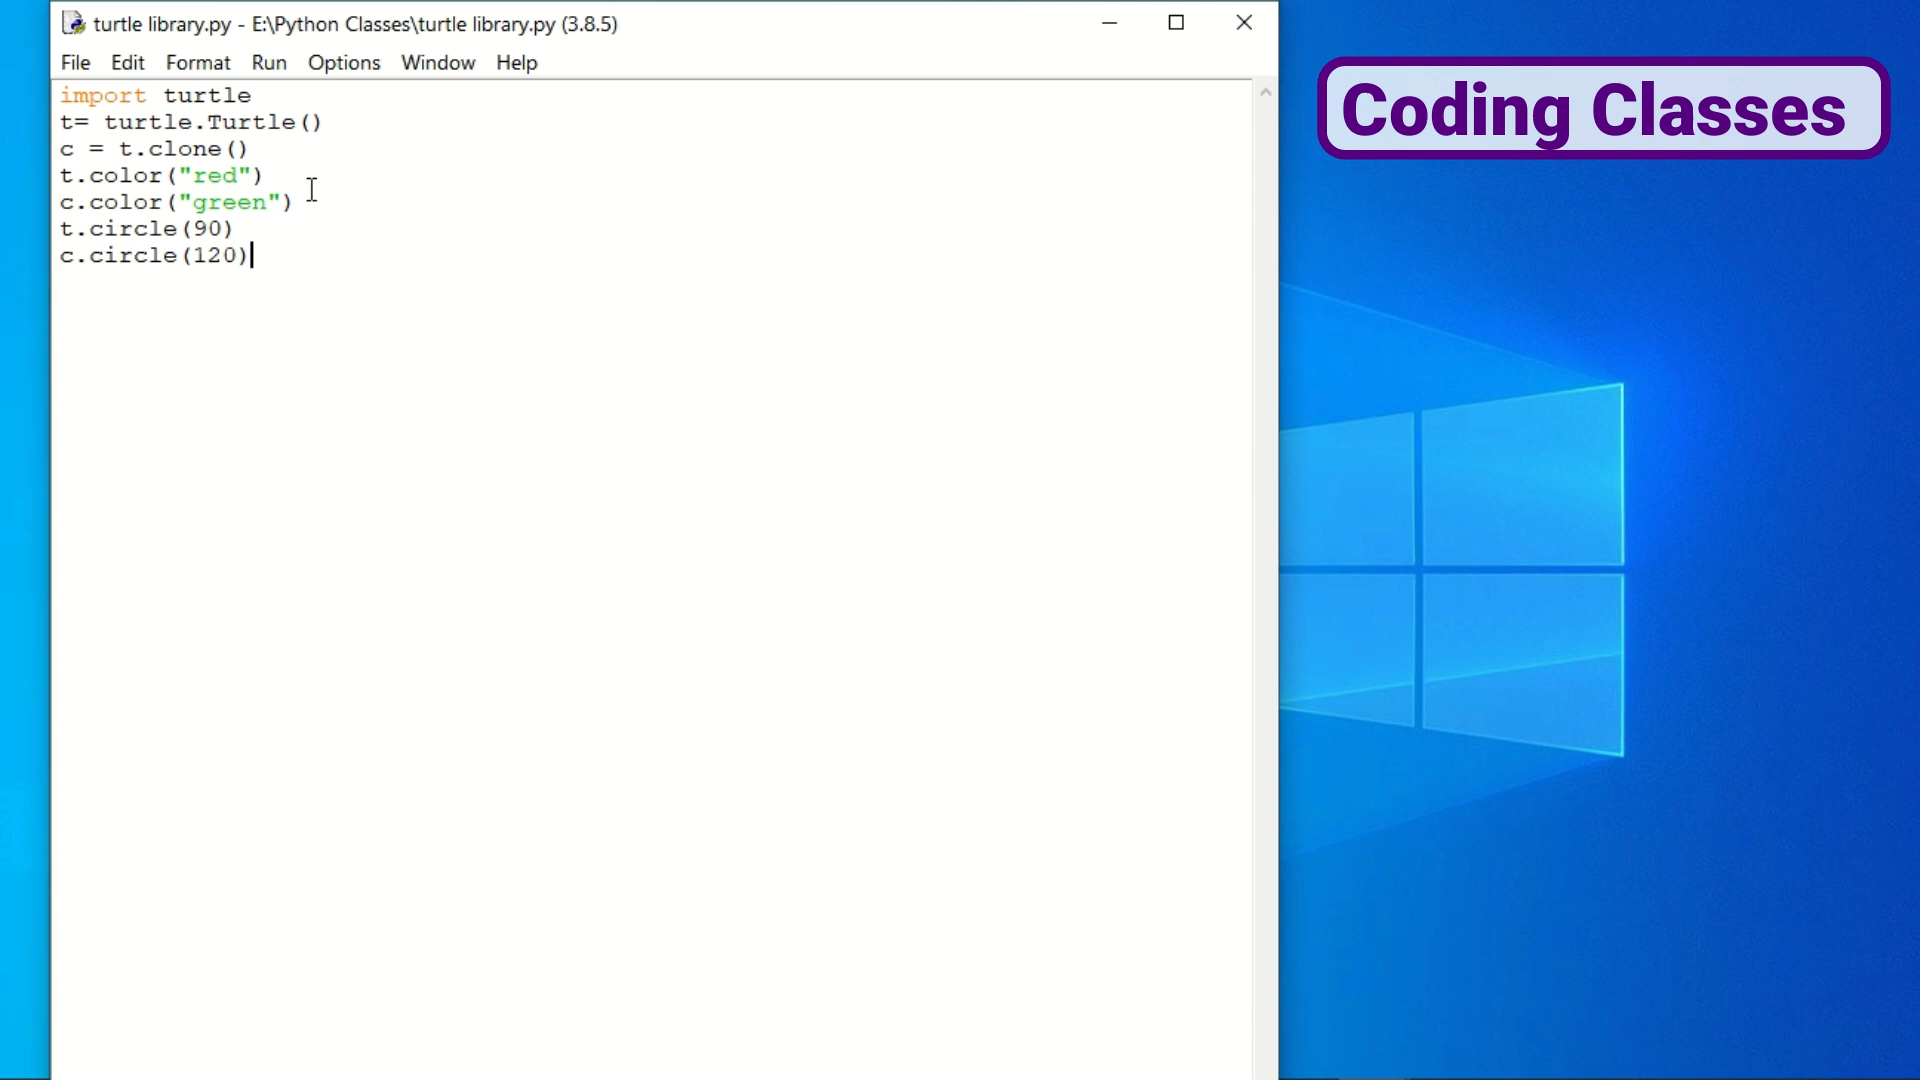 turtle library.py - E:\Python Classes\turtle library.py (3.8.5)
File Edit Format Run Options Window Help
import turtle
t= turtle.Turtle()
c = t.clone()
t.color("red")
c.color("green")
t.circle(90)
c.circle(120)
Coding Classes